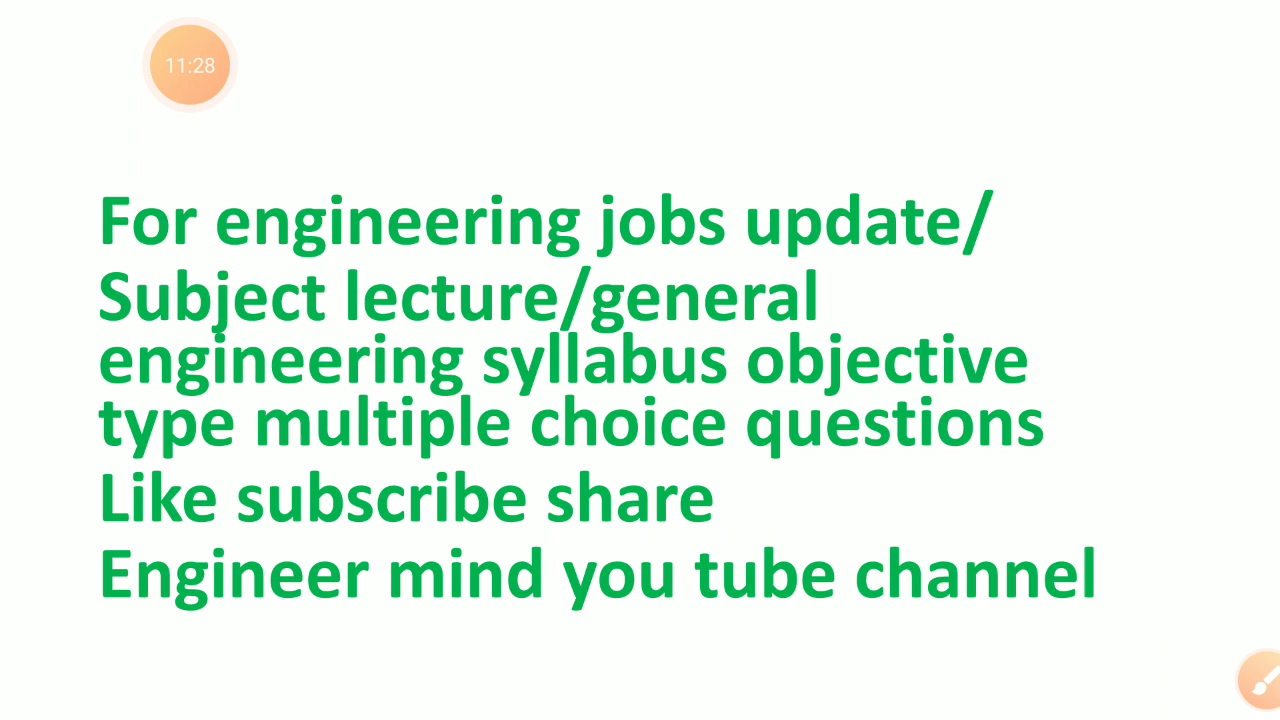 11:28
For engineering jobs update/
Subject lecture/general
engineering syllabus objective
type multiple choice questions
Like subscribe share
Engineer mind you tube channel